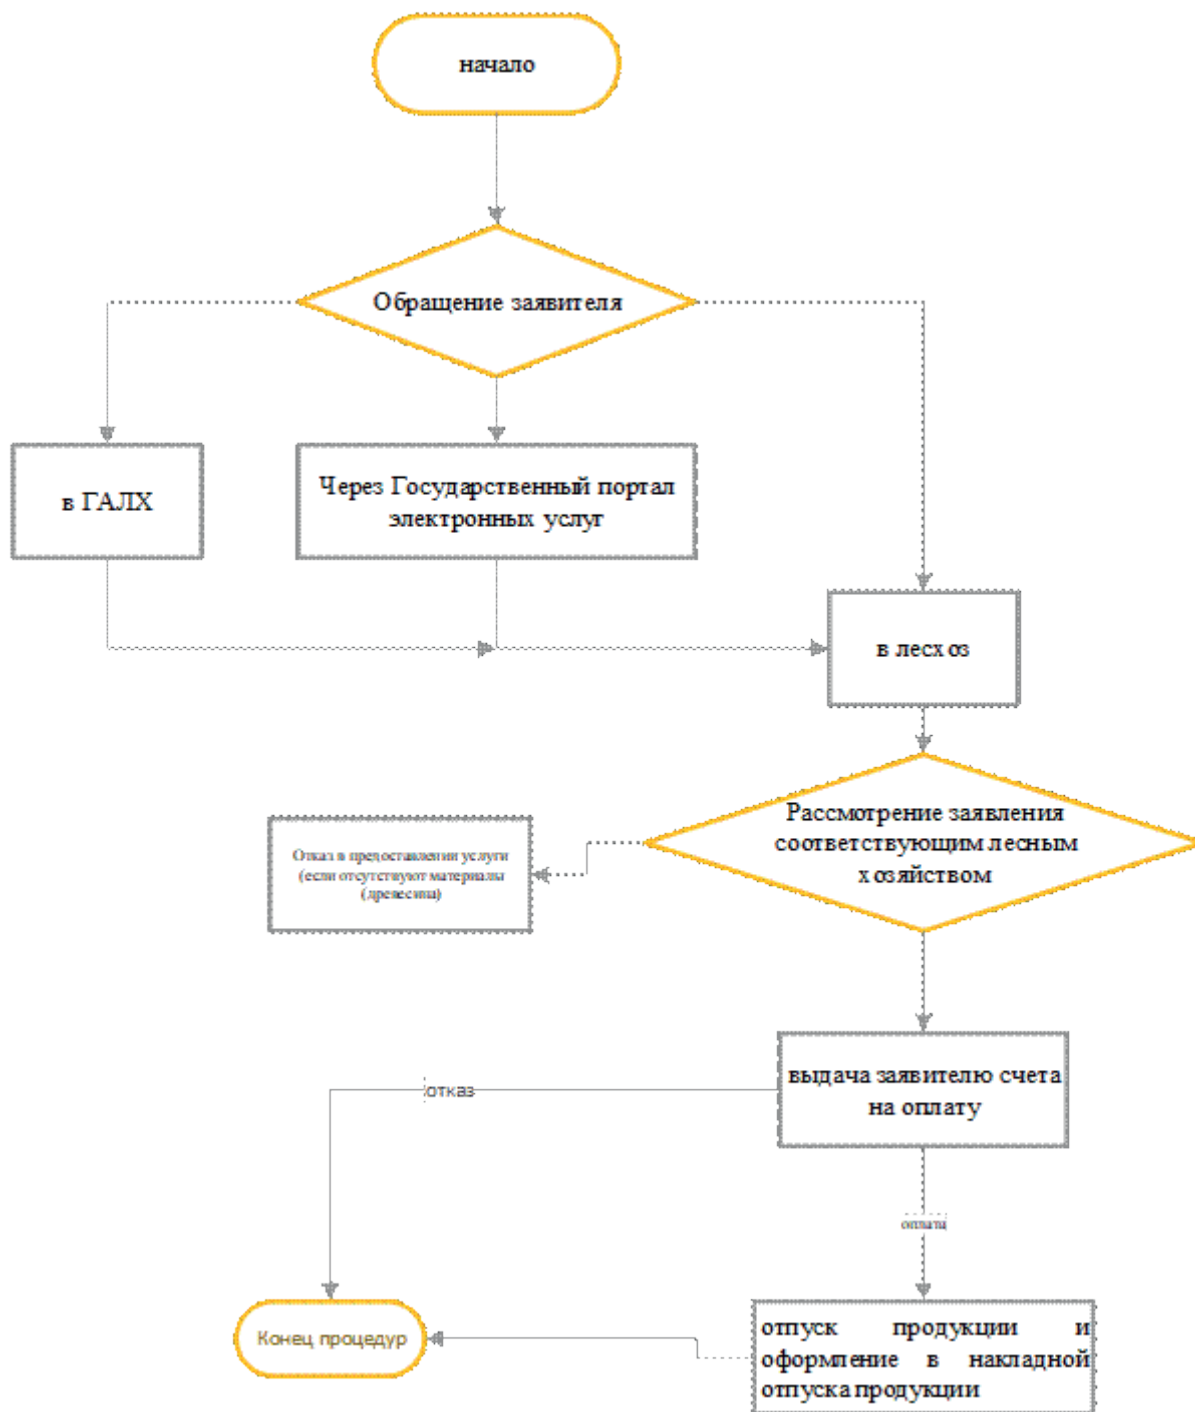 начало
Обращение заявителя
в ГАЛХ
Через Государственный портал
электронных услуг
в лесхоз
Рассмотрение заявления
соответствующим лесным
хозяйством
Отказ в предоставлении услуги
(если отсутствуют материалы
(древесина)
выдача заявителю счета
на оплату
отказ
оплата
Конец процедур
отпуск продукции и
оформление в накладной
отпуска продукции